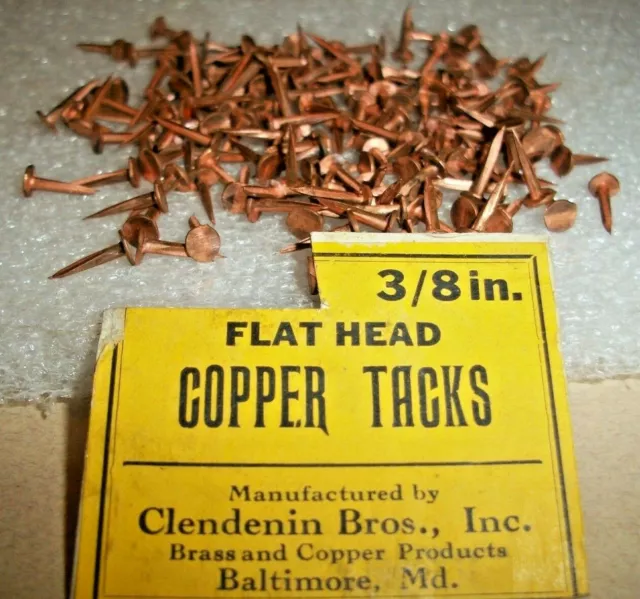 3/8 in.
FLAT HEAD
COPPER TACKS
Manufactured by
Clendenin Bros., Inc.
Brass and Copper Products
Baltimore, Md.